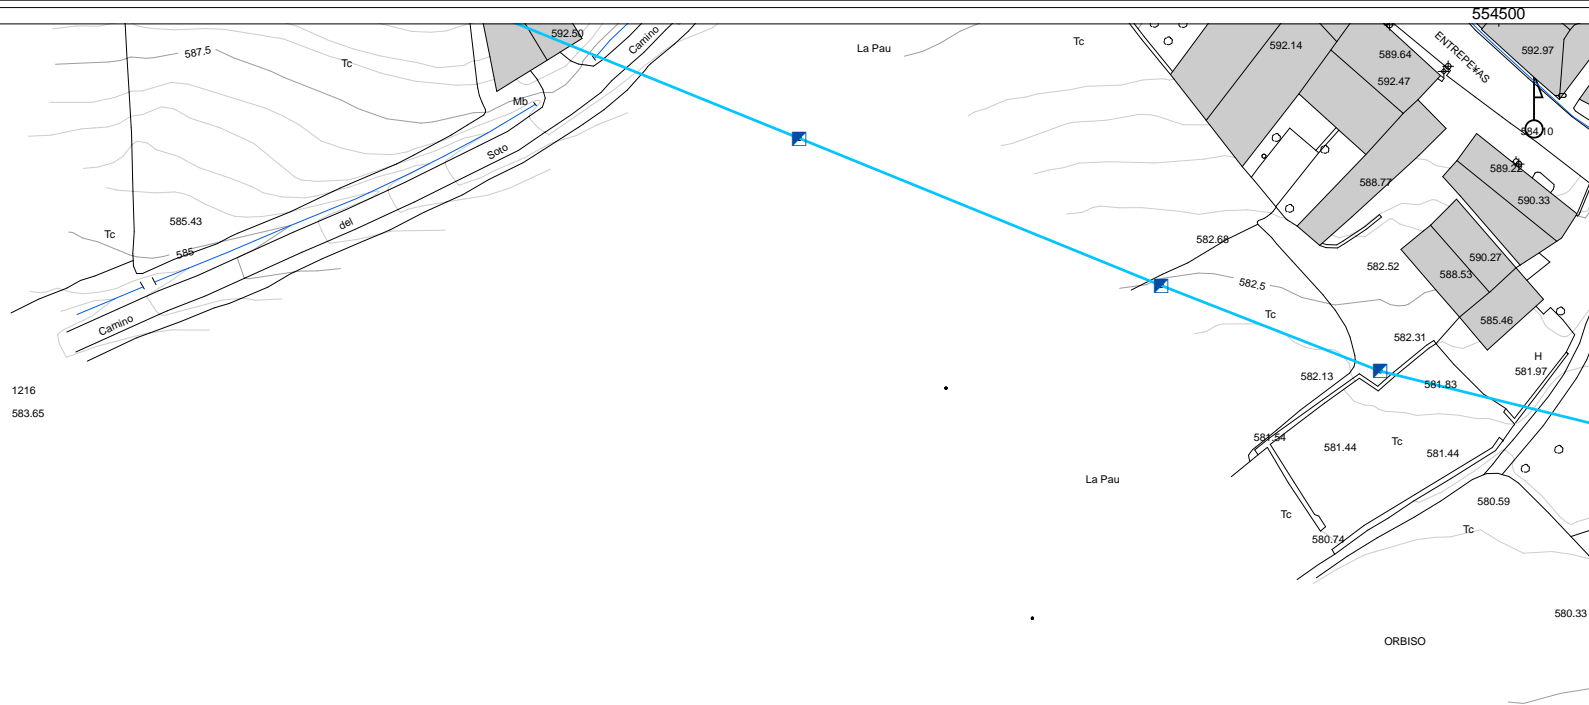 554500
592.50
Camino
La Pau
Tc
592.14
589.64
ENTREPE¥AS
592.97
587.5
Tc
592.47
Mb
584.10
Soto
589.22
588.77
590.33
585.43
del
Tc
585
582.68
582.52
590.27
588.53
582.5
Tc
585.46
Camino
582.31
H
581.97
582.13
581.83
1216
583.65
581.54
581.44
Tc
581.44
La Pau
580.59
Tc
Tc
580.74
580.33
ORBISO